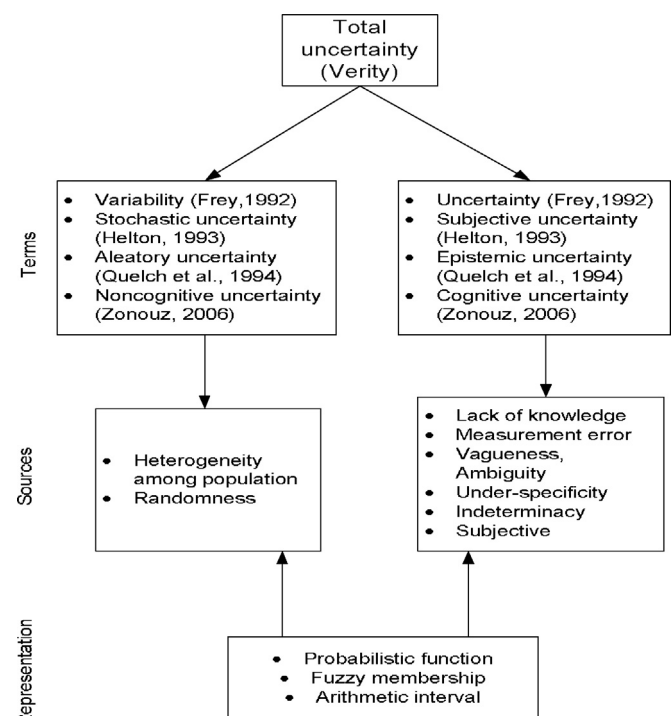 Total
uncertainty
(Verity)
Terms
• Variability (Frey,1992)
• Stochastic uncertainty
(Helton, 1993)
• Aleatory uncertainty
(Quelch et al., 1994)
• Noncognitive uncertainty
(Zonouz, 2006)
• Uncertainty (Frey,1992)
• Subjective uncertainty
(Helton, 1993)
• Epistemic uncertainty
(Quelch et al., 1994)
• Cognitive uncertainty
(Zonouz, 2006)
Sources
• Heterogeneity
among population
• Randomness
• Lack of knowledge
• Measurement error
• Vagueness,
Ambiguity
• Under-specificity
• Indeterminacy
• Subjective
Representation
• Probabilistic function
• Fuzzy membership
• Arithmetic interval